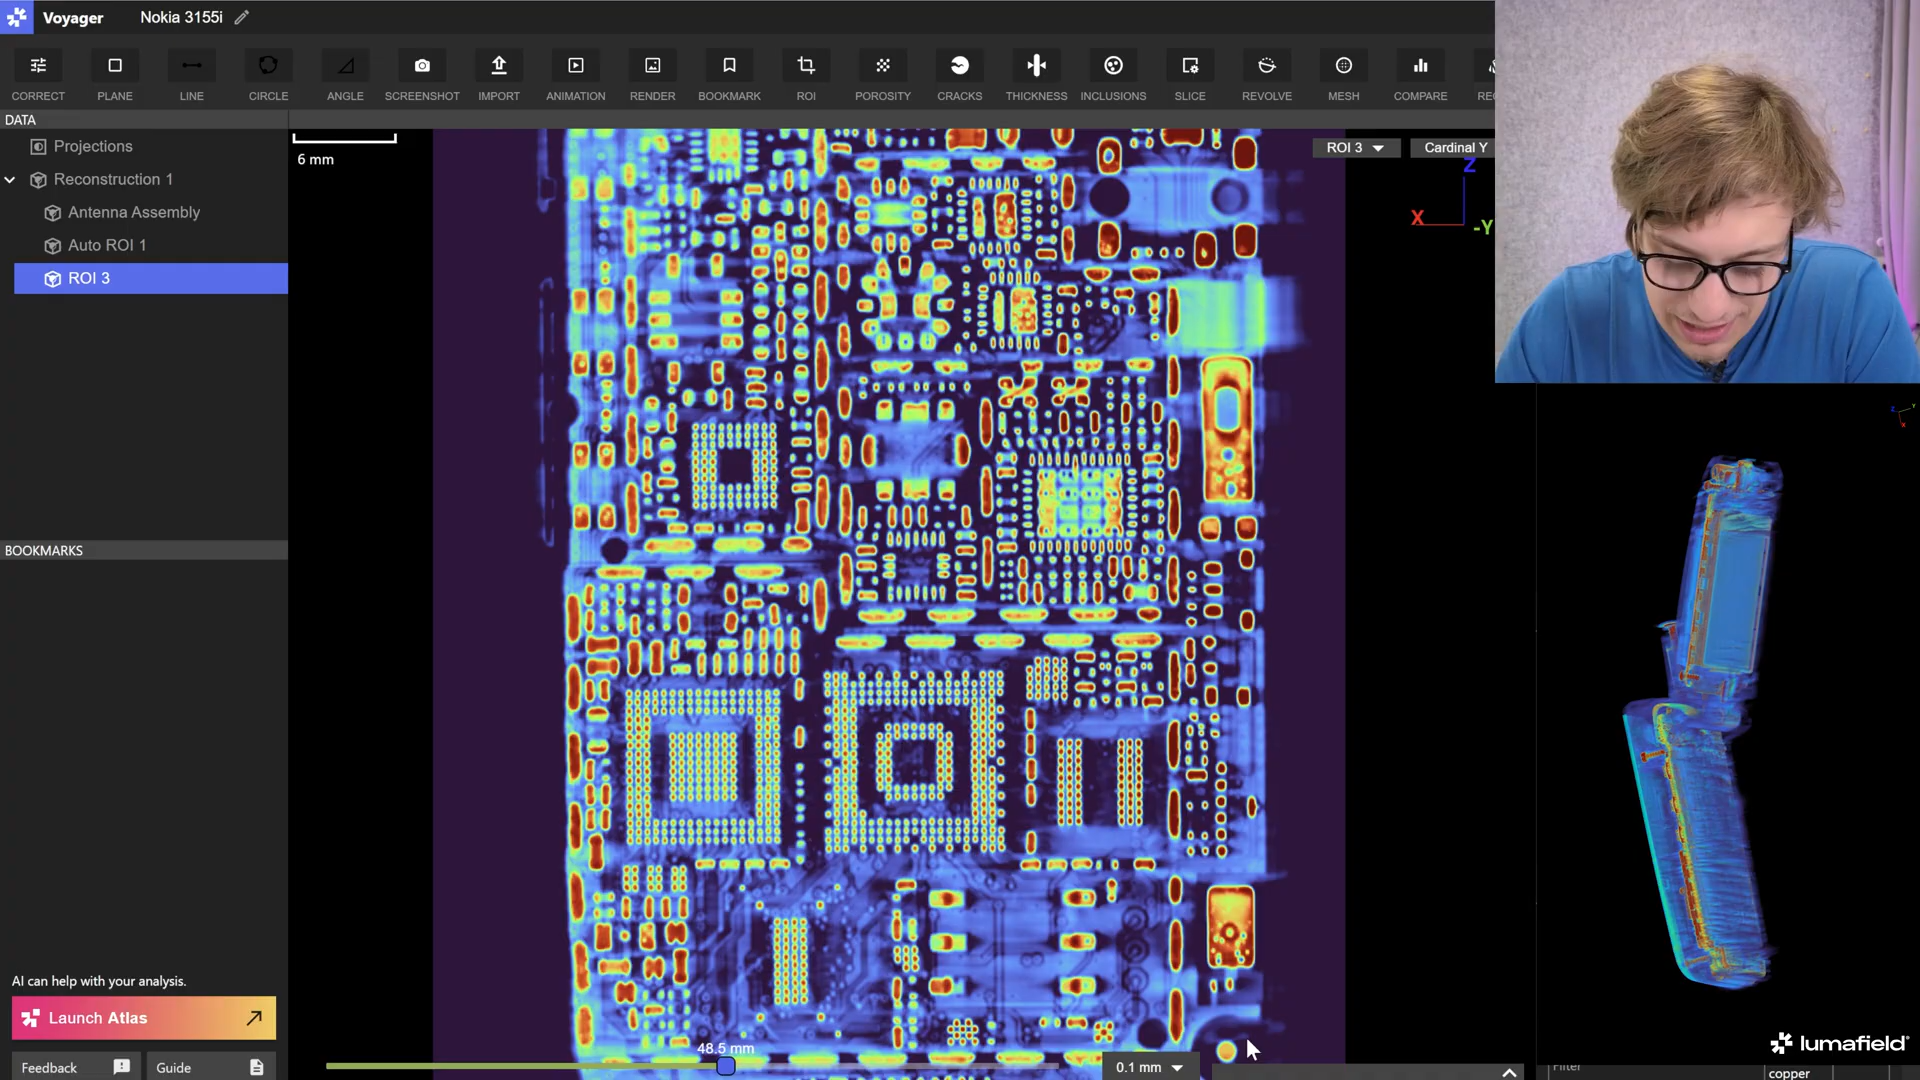 Voyager
Nokia 3155i
CORRECT
PLANE
LINE
CIRCLE
ANGLE
SCREENSHOT
IMPORT
ANIMATION
RENDER
BOOKMARK
ROI
POROSITY
CRACKS
THICKNESS
INCLUSIONS
SLICE
REVOLVE
MESH
COMPARE
DATA
Projections
Reconstruction 1
Antenna Assembly
Auto ROI 1
ROI 3
6 mm
ROI 3
Cardinal Y
Z
X
-Y
BOOKMARKS
AI can help with your analysis.
Launch Atlas
Feedback
Guide
48.5 mm
0.1 mm
lumafield
Filter
copper